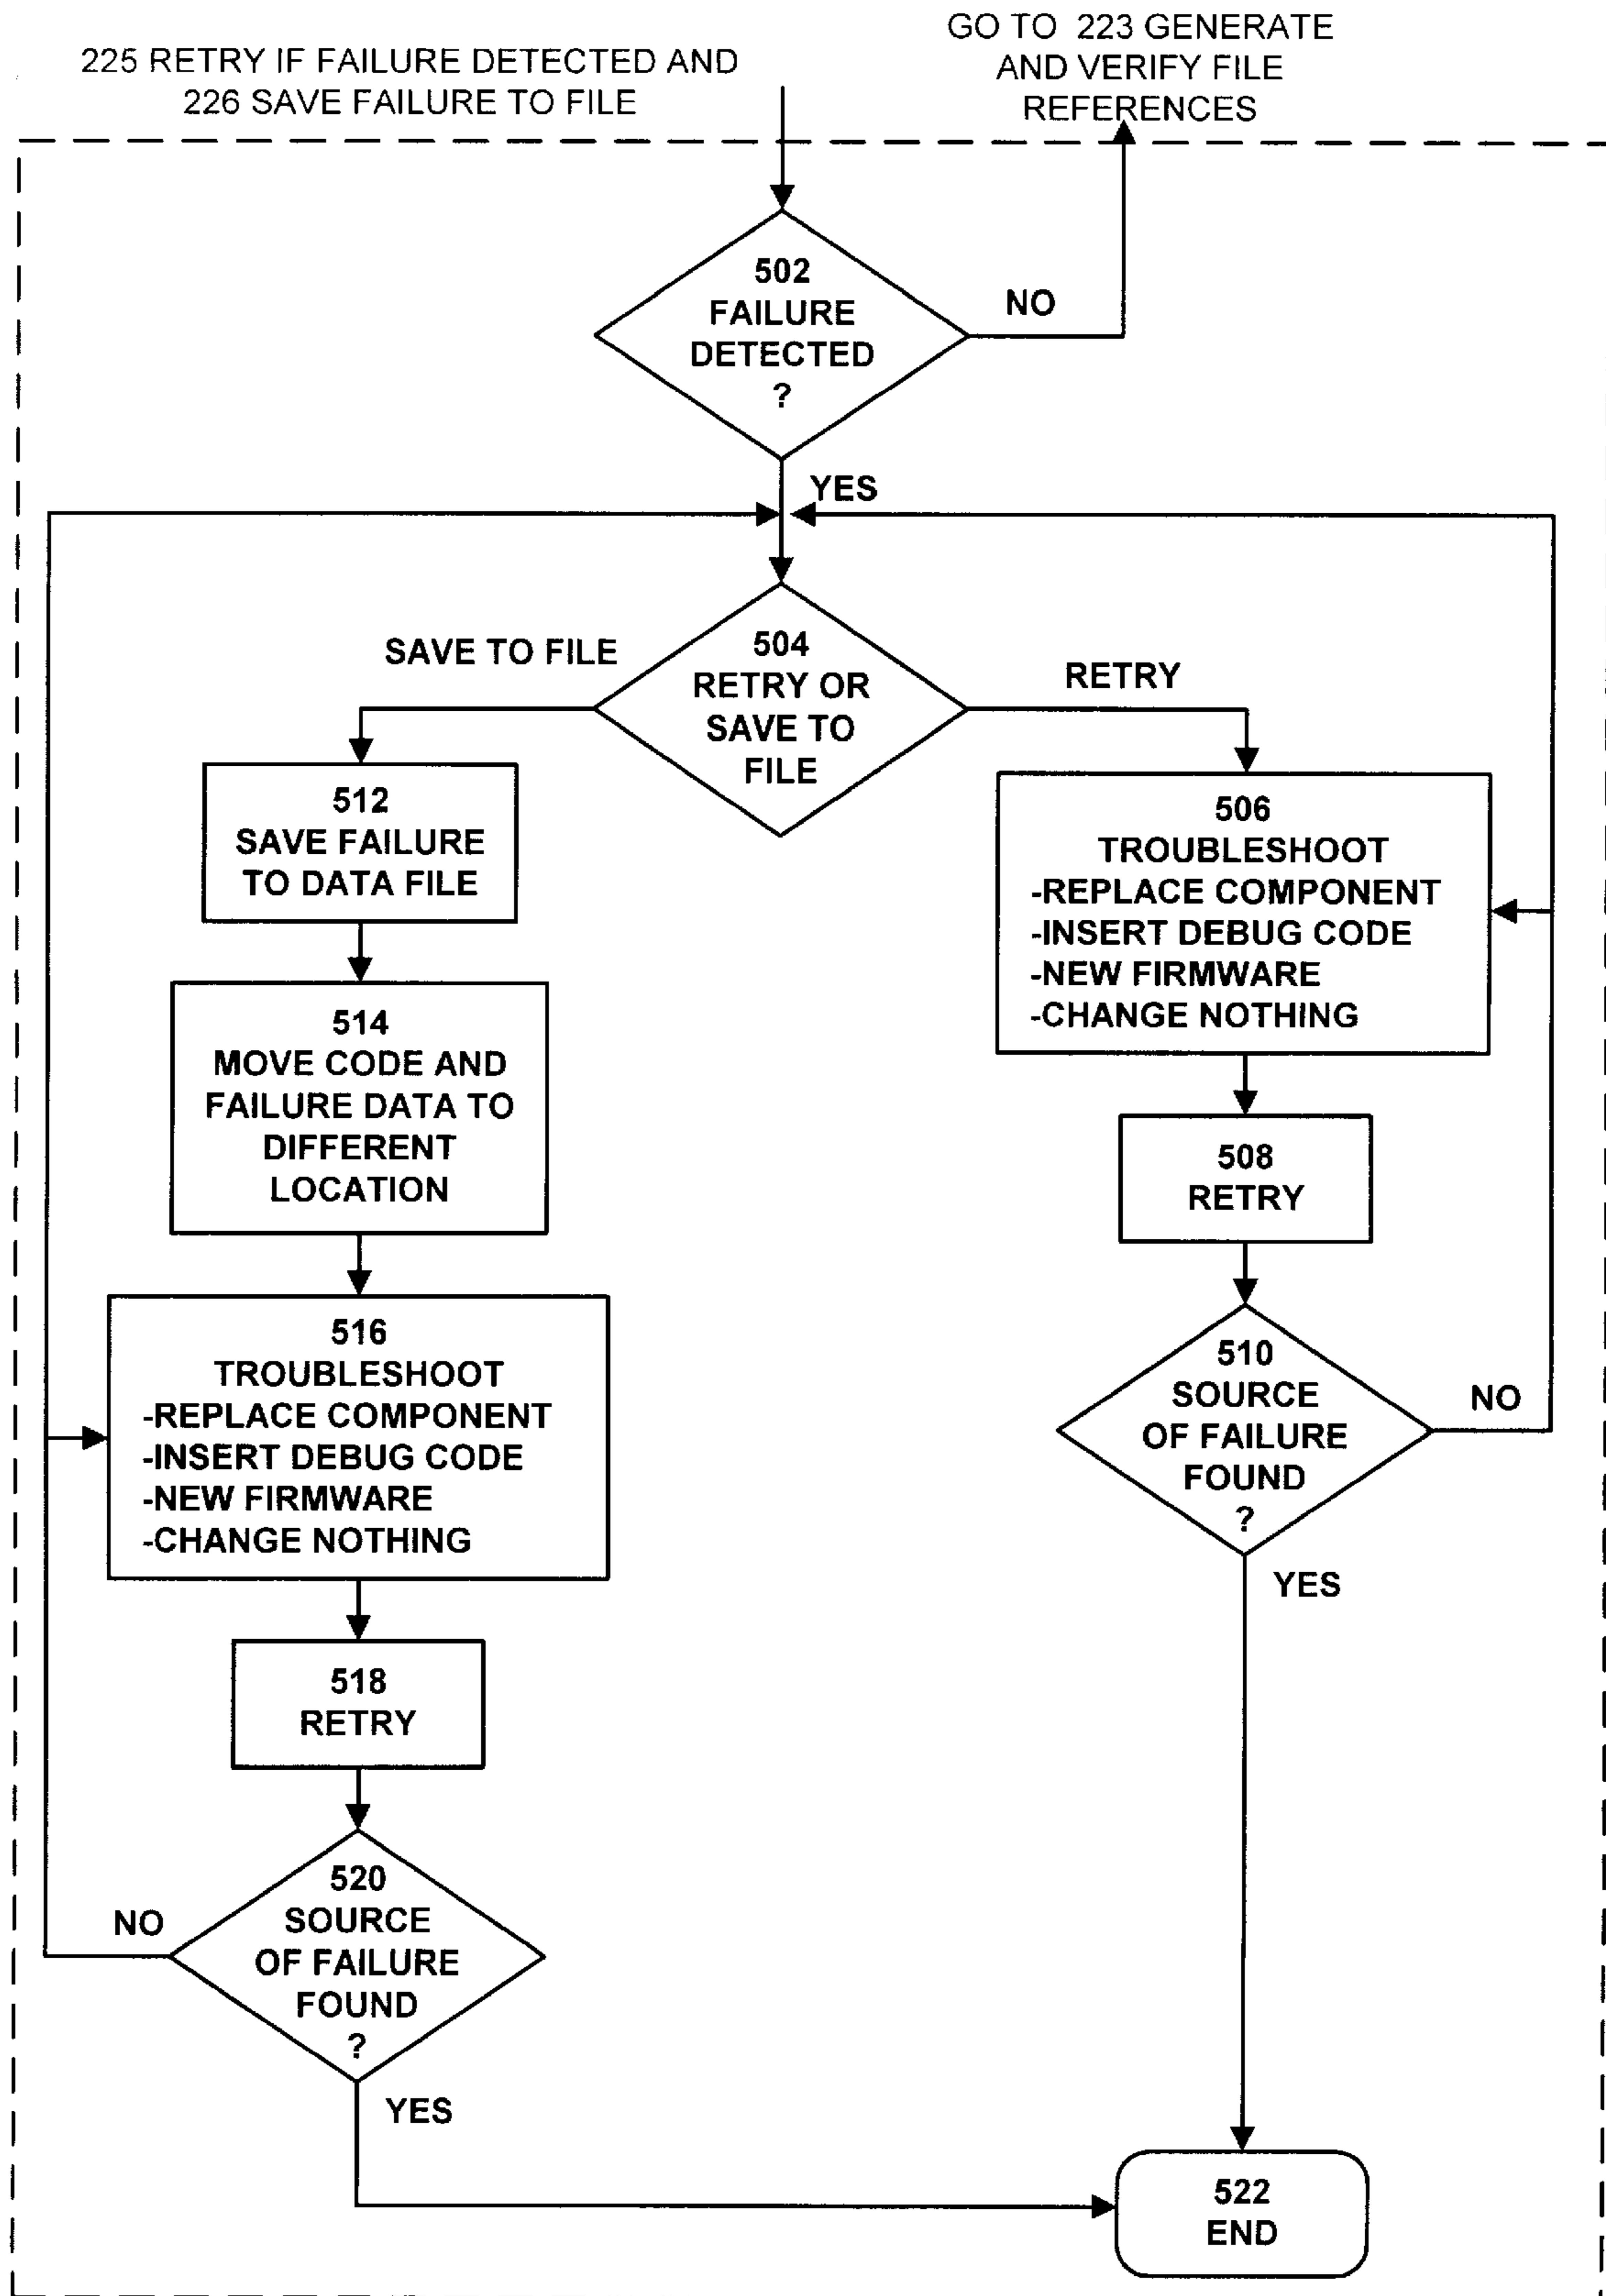 225 RETRY IF FAILURE DETECTED AND
226 SAVE FAILURE TO FILE
GO TO 223 GENERATE
AND VERIFY FILE
REFERENCES
502
FAILURE
DETECTED
?
NO
YES
504
RETRY OR
SAVE TO
FILE
SAVE TO FILE
RETRY
512
SAVE FAILURE
TO DATA FILE
514
MOVE CODE AND
FAILURE DATA TO
DIFFERENT
LOCATION
516
TROUBLESHOOT
-REPLACE COMPONENT
-INSERT DEBUG CODE
-NEW FIRMWARE
-CHANGE NOTHING
518
RETRY
520
SOURCE
OF FAILURE
FOUND
?
NO
YES
506
TROUBLESHOOT
-REPLACE COMPONENT
-INSERT DEBUG CODE
-NEW FIRMWARE
-CHANGE NOTHING
508
RETRY
510
SOURCE
OF FAILURE
FOUND
?
NO
YES
522
END